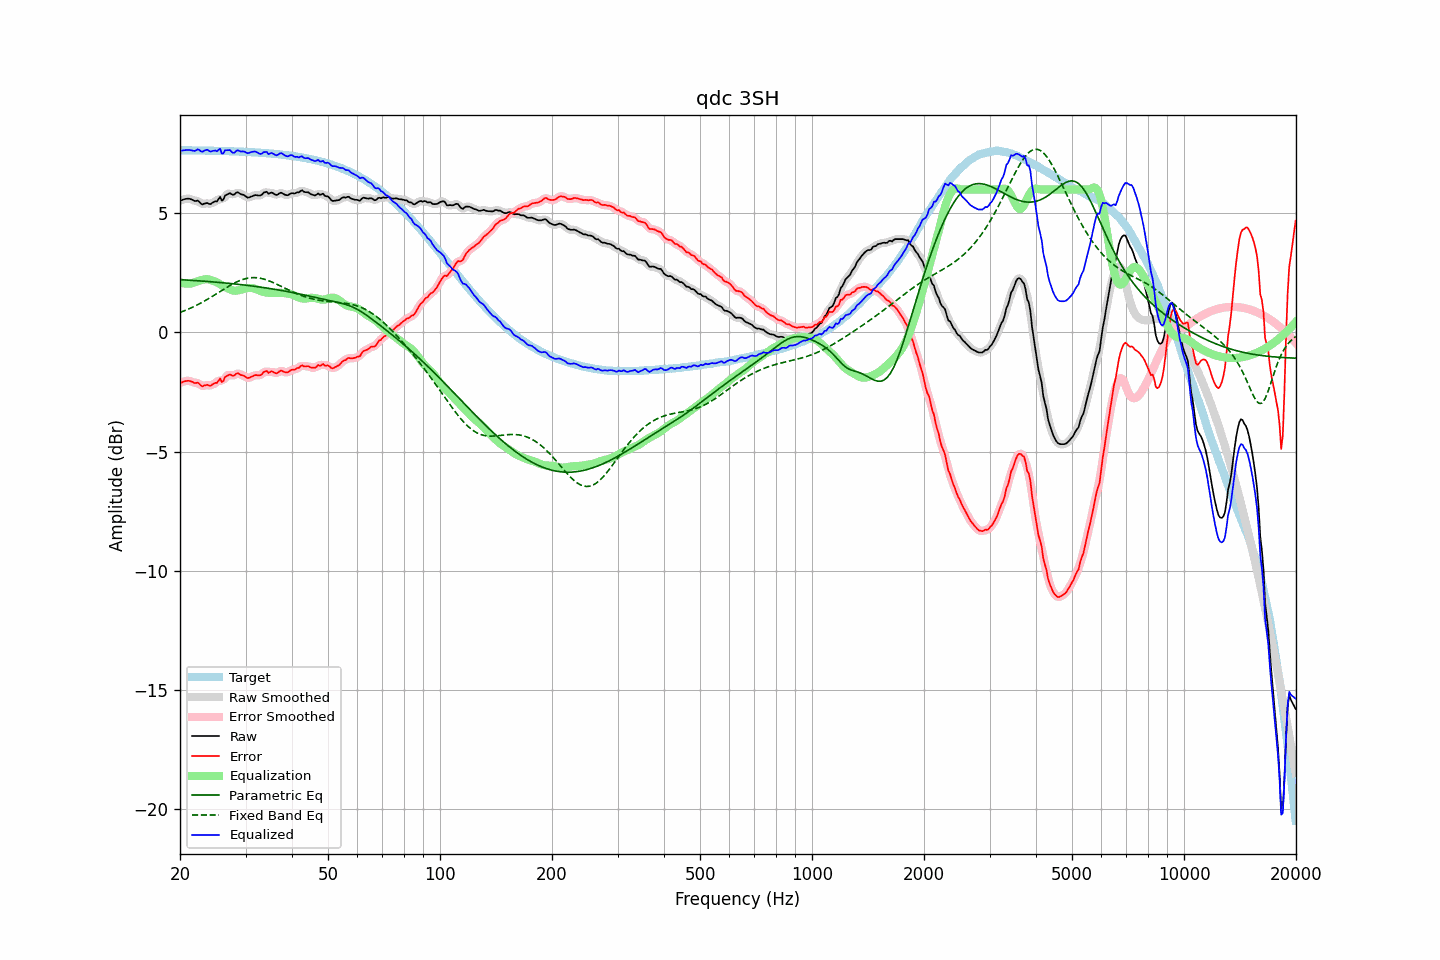 qdc 3SH
Amplitude (dBr)
5
0
−5
−10
−15
−20
Target
Raw Smoothed
Error Smoothed
Raw
Error
Equalization
Parametric Eq
Fixed Band Eq
Equalized
20 50 100 200 500 1000 2000 5000 10000 20000
Frequency (Hz)